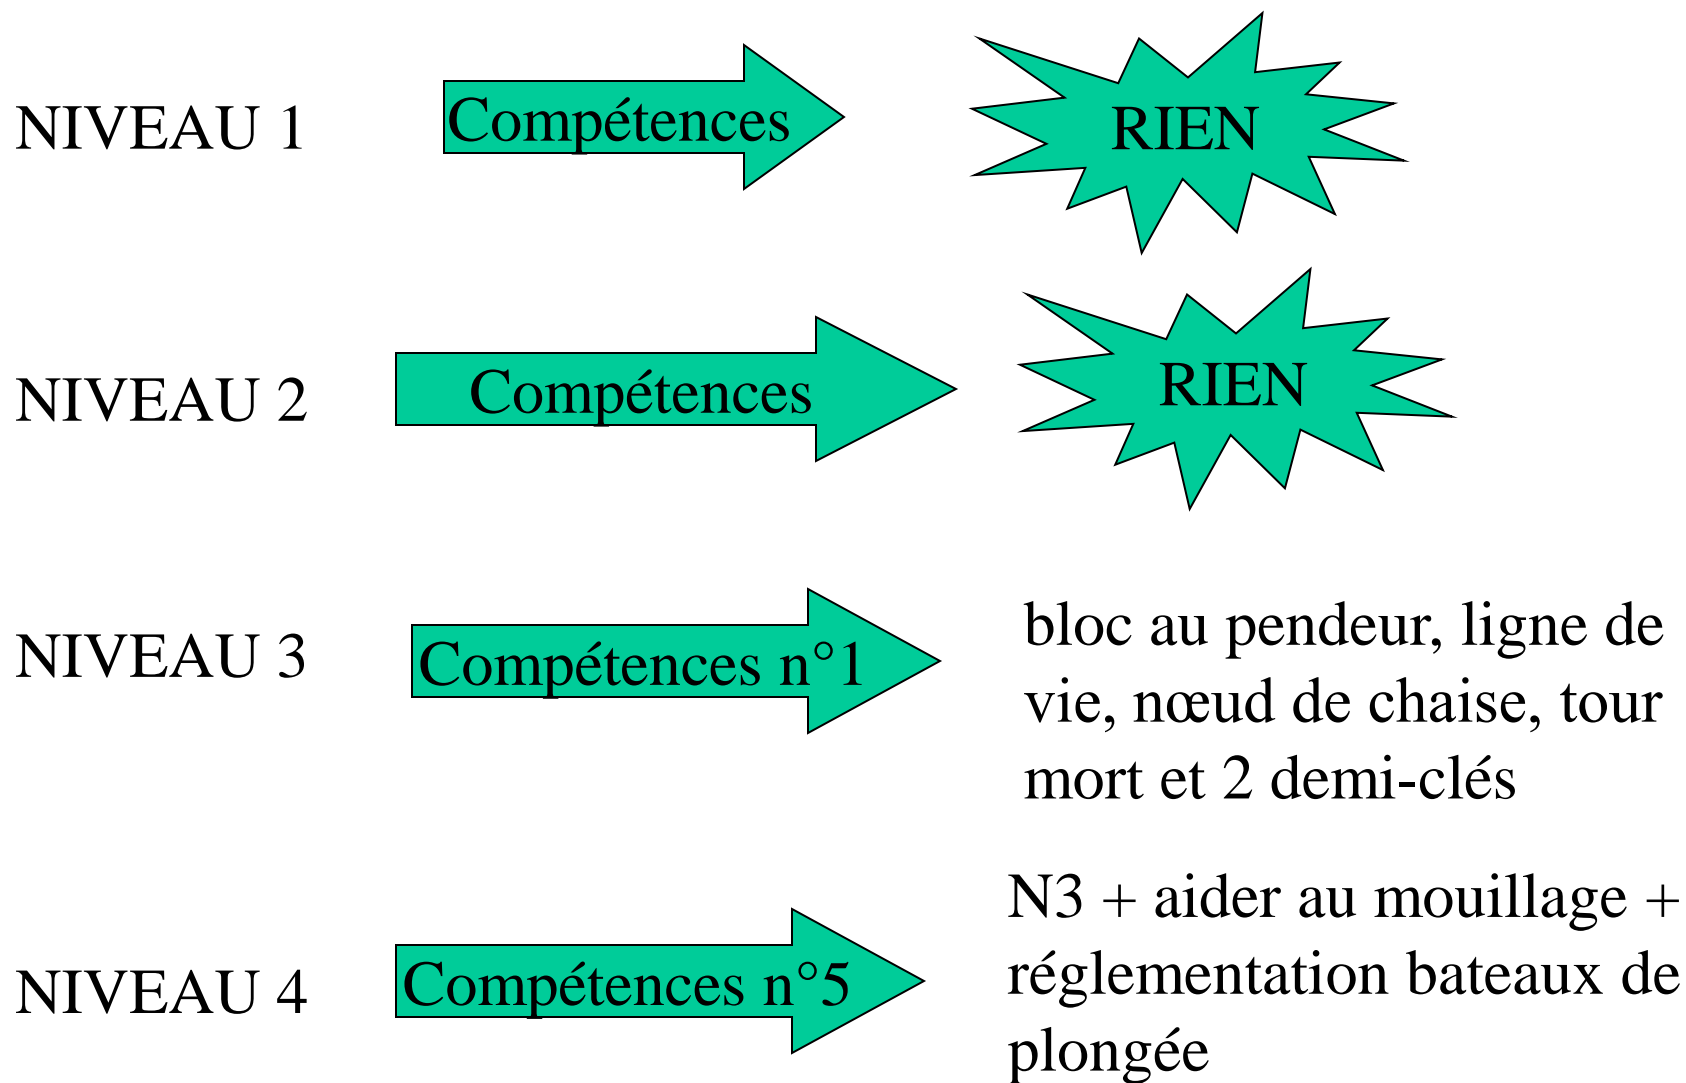 NIVEAU 1
Compétences
RIEN
NIVEAU 2
Compétences
RIEN
NIVEAU 3
Compétences n°1
bloc au pendeur, ligne de
vie, nœud de chaise, tour
mort et 2 demi-clés
NIVEAU 4
Compétences n°5
N3 + aider au mouillage +
réglementation bateaux de
plongée